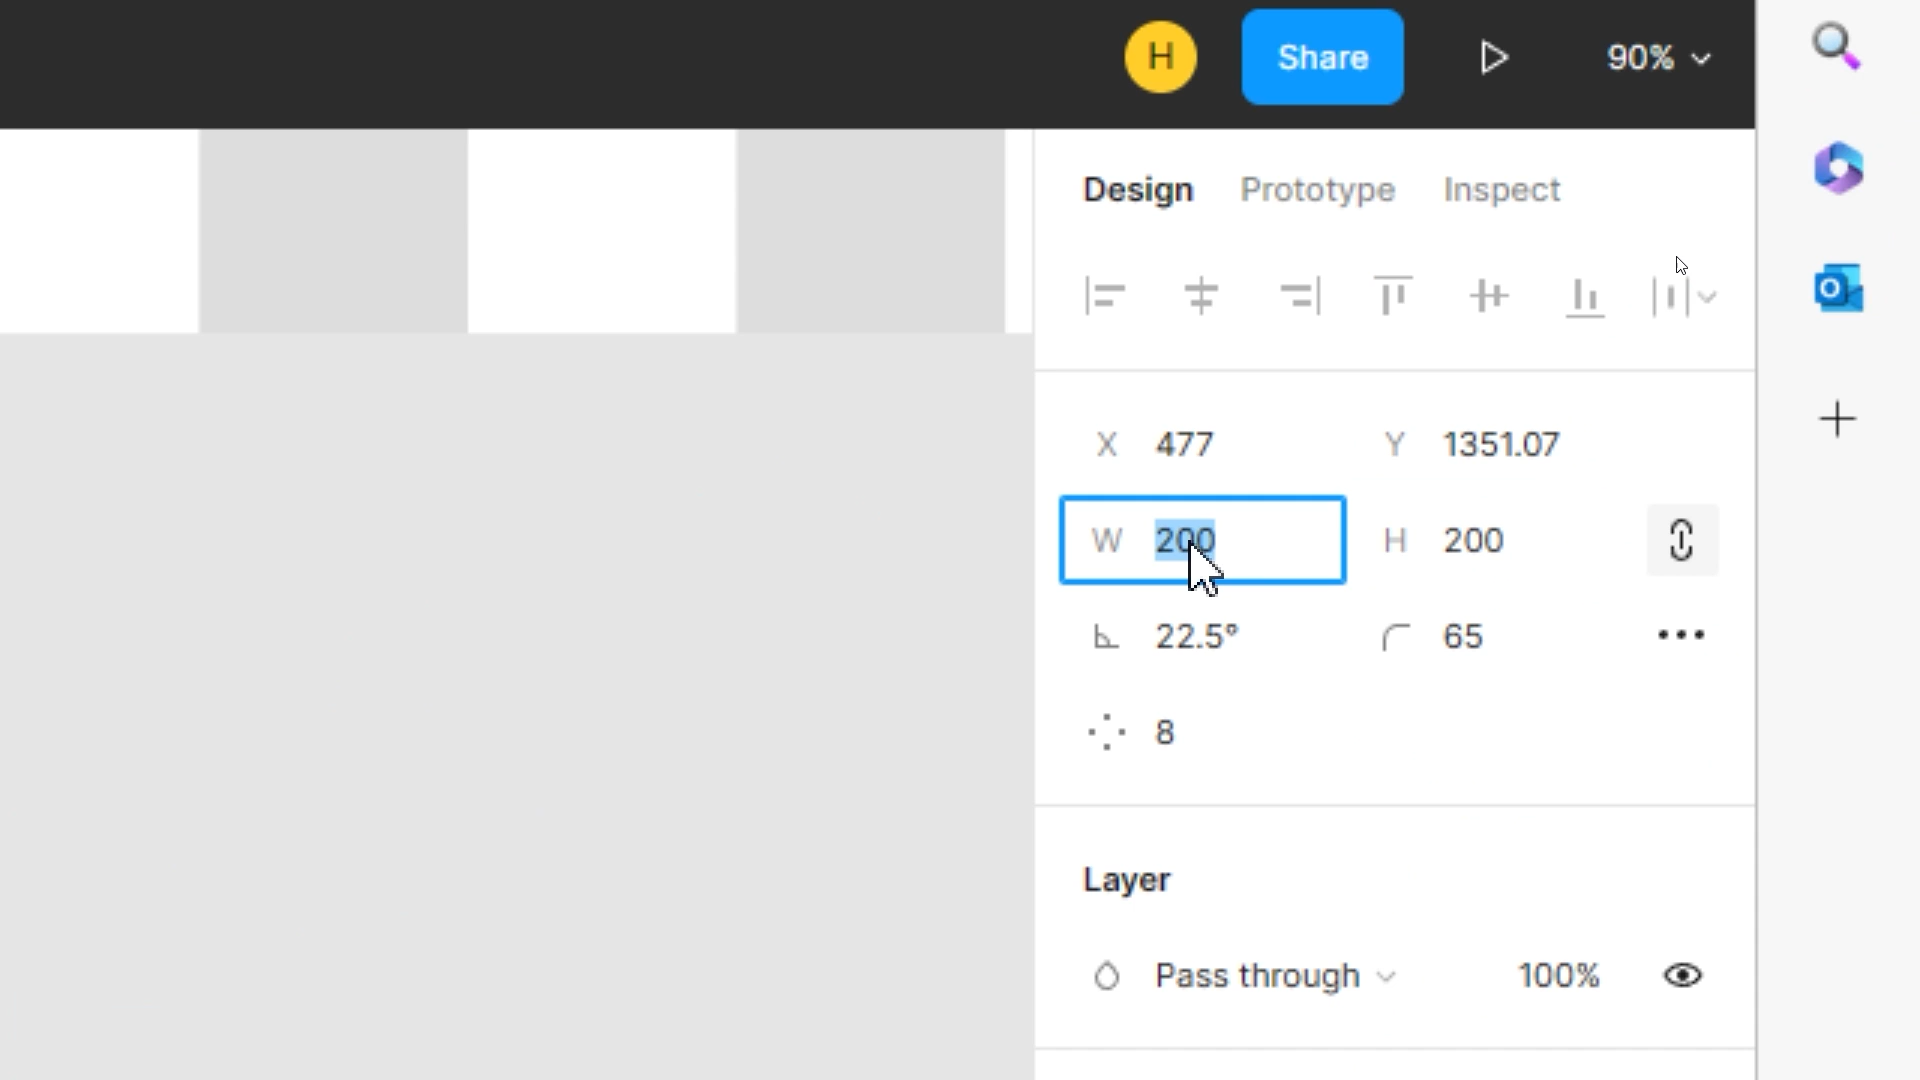 H Share 90%
Design Prototype Inspect
X 477 Y 1351.07
W 200 H 200
22.5° 65
8
Layer
Pass through 100%